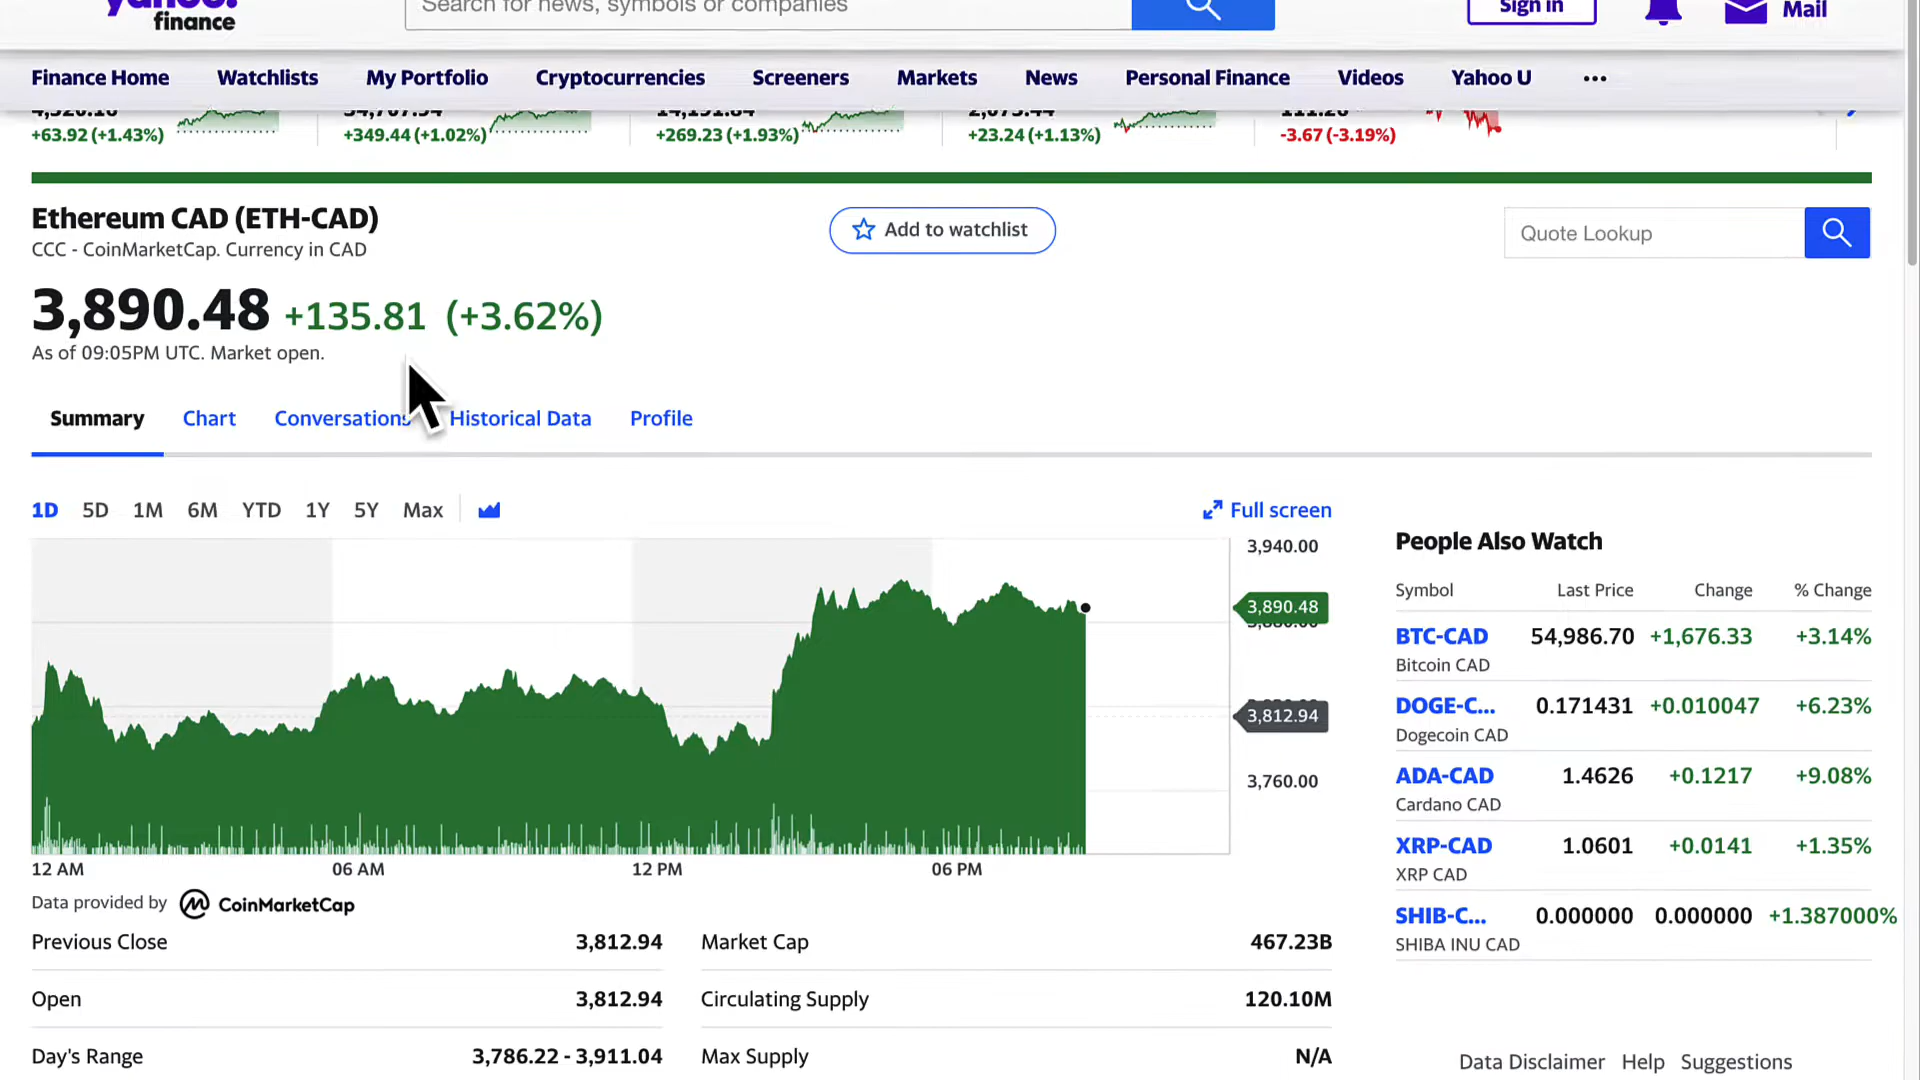 yahoo!
finance
Search for news, symbols or companies
Sign in
Mail
Finance Home Watchlists My Portfolio Cryptocurrencies Screeners Markets News Personal Finance Videos Yahoo U ...
+63.92 (+1.43%) +349.44 (+1.02%) +269.23 (+1.93%) +23.24 (+1.13%) -3.67 (-3.19%)
Ethereum CAD (ETH-CAD)
CCC - CoinMarketCap. Currency in CAD
Add to watchlist
Quote Lookup
3,890.48 +135.81 (+3.62%)
As of 09:05PM UTC. Market open.
Summary Chart Conversations Historical Data Profile
1D 5D 1M 6M YTD 1Y 5Y Max
Full screen
3,940.00
3,890.48
3,812.94
3,760.00
12 AM 06 AM 12 PM 06 PM
Data provided by CoinMarketCap
Previous Close 3,812.94
Open 3,812.94
Day's Range 3,786.22 - 3,911.04
Market Cap 467.23B
Circulating Supply 120.10M
Max Supply N/A
People Also Watch
Symbol Last Price Change % Change
BTC-CAD 54,986.70 +1,676.33 +3.14%
Bitcoin CAD
DOGE-C... 0.171431 +0.010047 +6.23%
Dogecoin CAD
ADA-CAD 1.4626 +0.1217 +9.08%
Cardano CAD
XRP-CAD 1.0601 +0.0141 +1.35%
XRP CAD
SHIB-C... 0.000000 0.000000 +1.387000%
SHIBA INU CAD
Data Disclaimer Help Suggestions